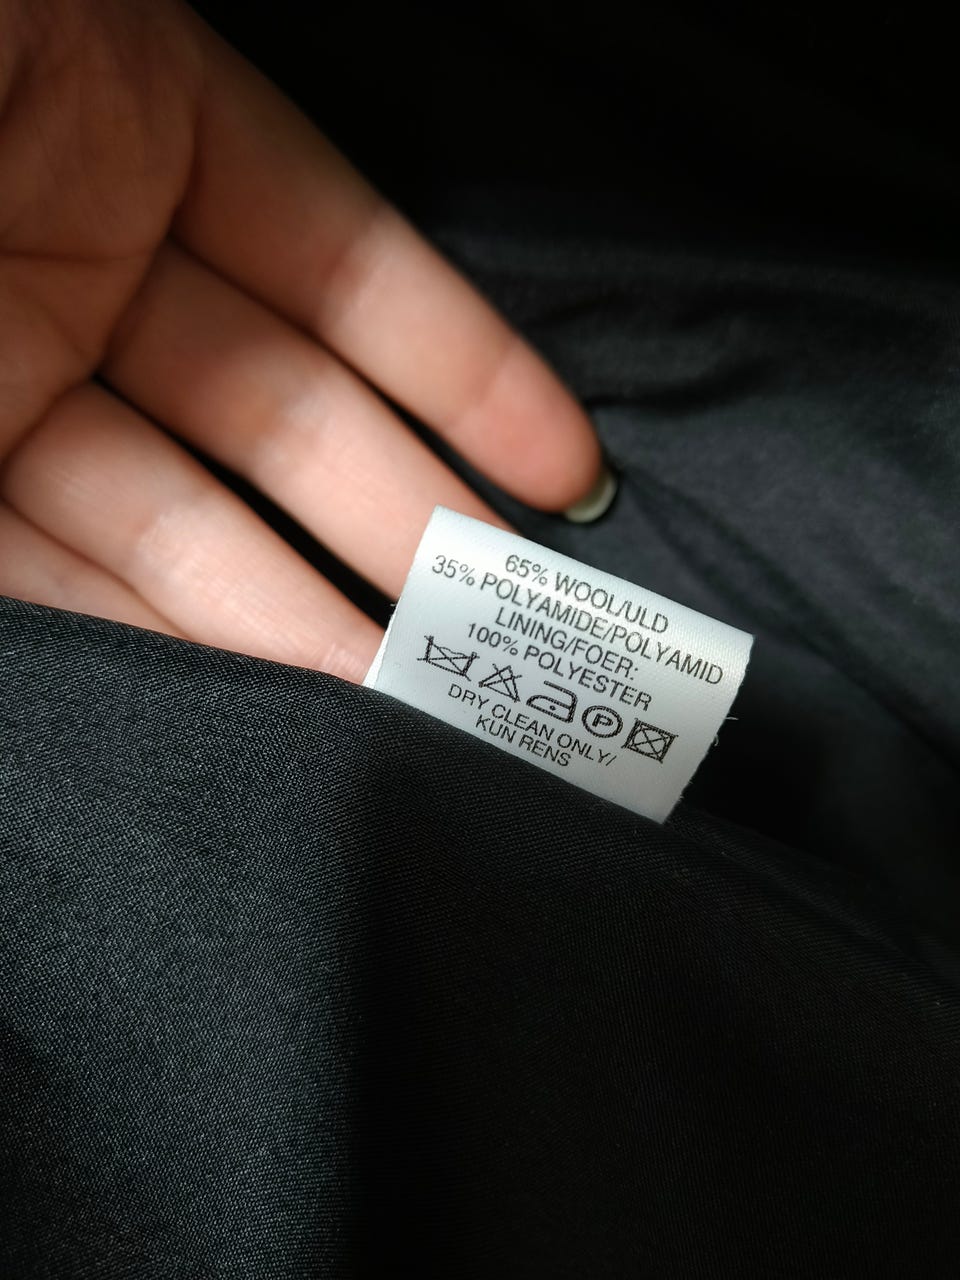 65% WOOL/ULD
35% POLYAMIDE/POLYAMID
LINING/FOER:
100% POLYESTER
P
DRY CLEAN ONLY/
KUN RENS